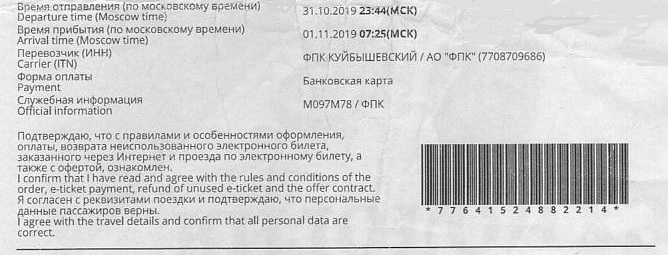 Время отправления (по московскому времени)
Departure time (Moscow time)
31.10.2019 23:44(МСК)
Время прибытия (по московскому времени)
Arrival time (Moscow time)
01.11.2019 07:25(МСК)
Перевозчик (ИНН)
Carrier (ITN)
ФПК КУЙБЫШЕВСКИЙ / АО "ФПК" (7708709686)
Форма оплаты
Payment
Банковская карта
Служебная информация
Official information
М097М78 / ФПК
Подтверждаю, что с правилами и особенностями оформления,
оплаты, возврата неиспользованного электронного билета,
заказанного через Интернет и проезда по электронному билету, а
также с офертой, ознакомлен.
I confirm that I have read and agree with the rules and conditions of the
order, e-ticket payment, refund of unused e-ticket and the offer contract.
Я согласен с реквизитами поездки и подтверждаю, что персональные
данные пассажиров верны.
I agree with the travel details and confirm that all personal data are
correct.
*77641524882214*